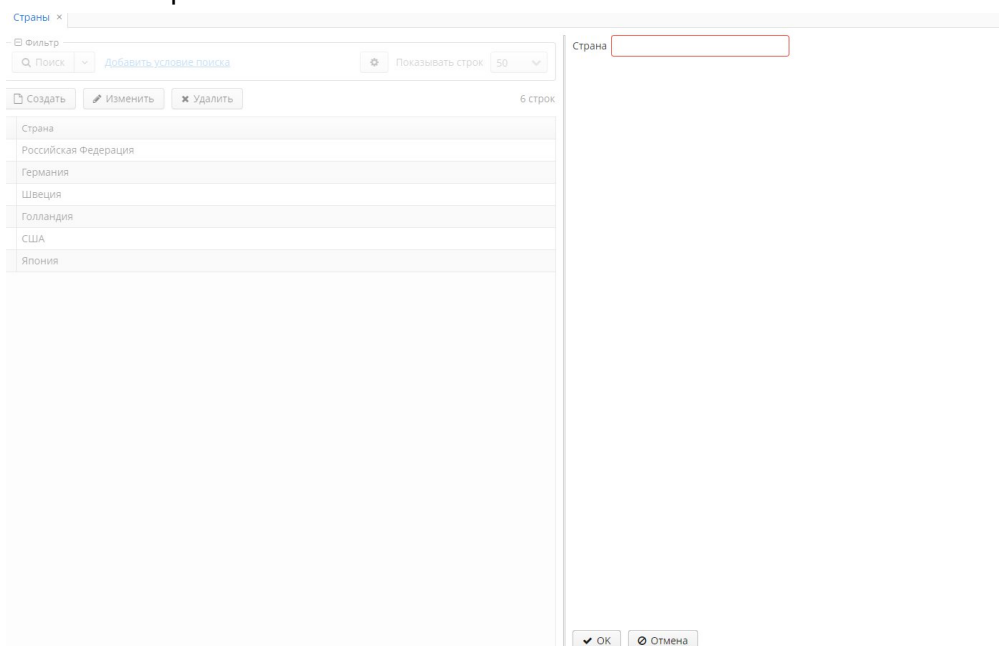 Страны ×
Фильтр
Поиск Добавить условие поиска Показывать строк 50
Создать Изменить Удалить 6 строк
Страна
Российская Федерация
Германия
Швеция
Голландия
США
Япония
Страна
OK Отмена